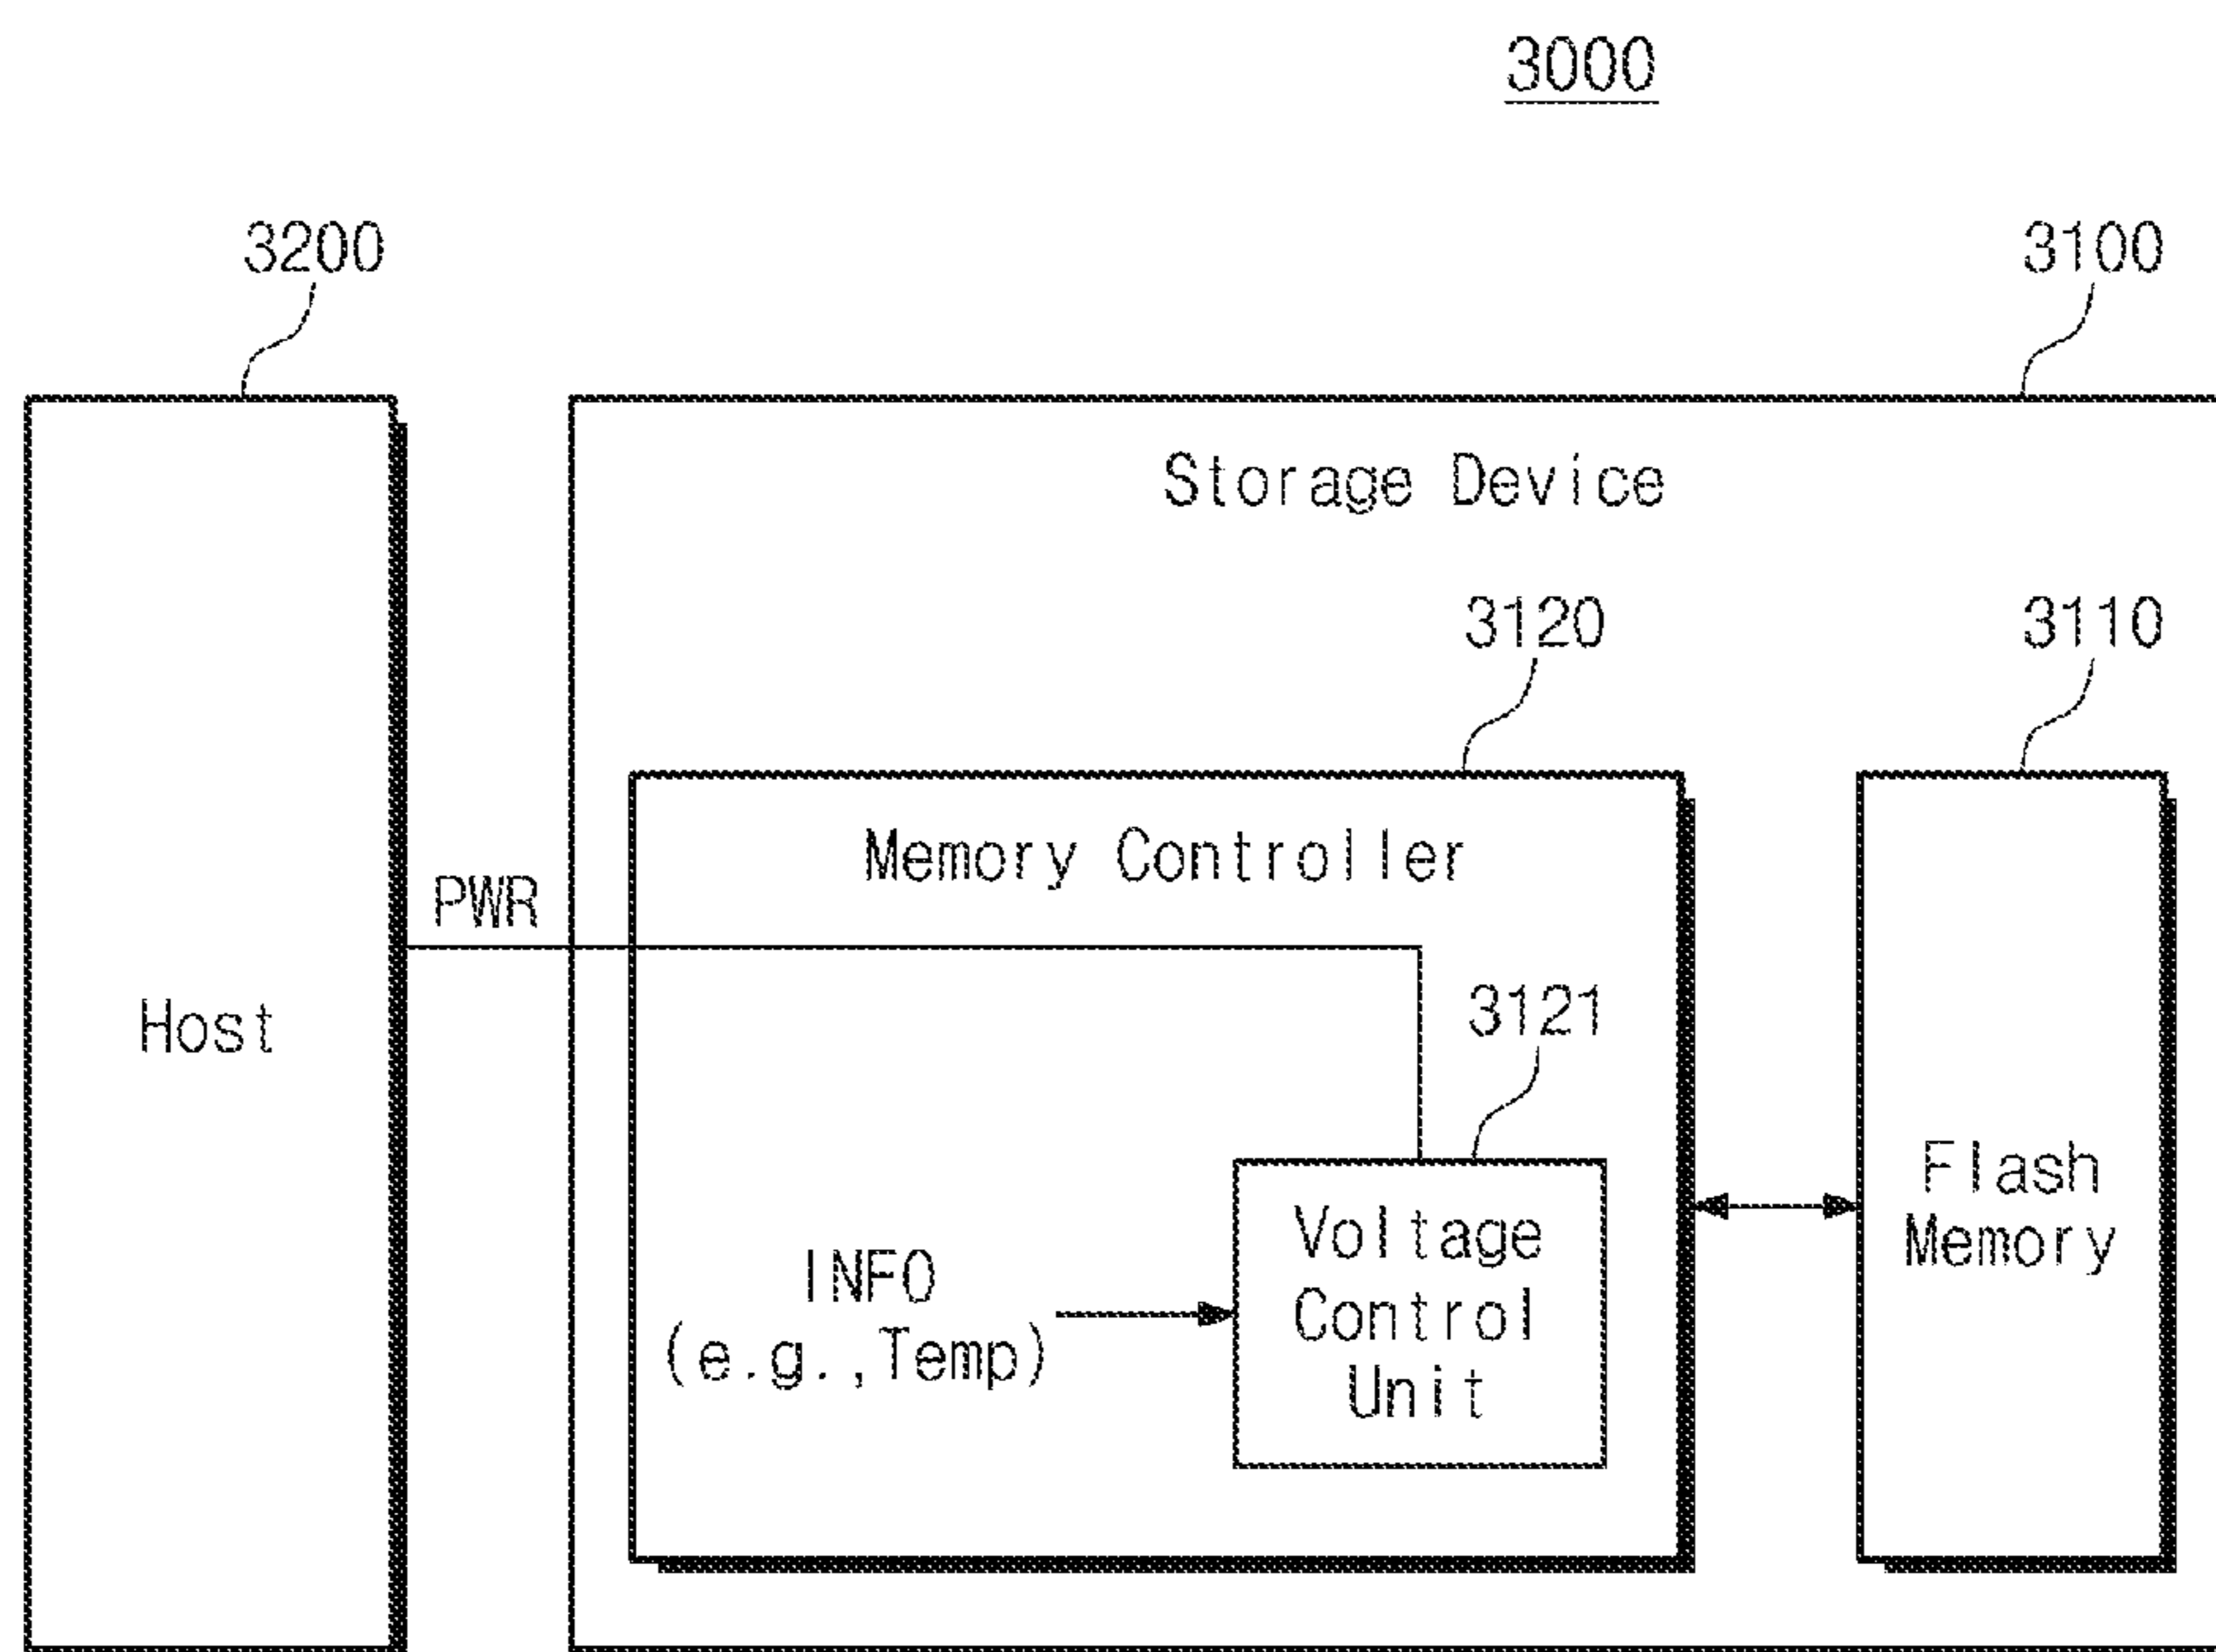 3000
3200
3100
Storage Device
3120
3110
Memory Controller
PWR
Host
3121
Flash
Memory
Voltage
Control
Unit
INFO
(e.g.,Temp)